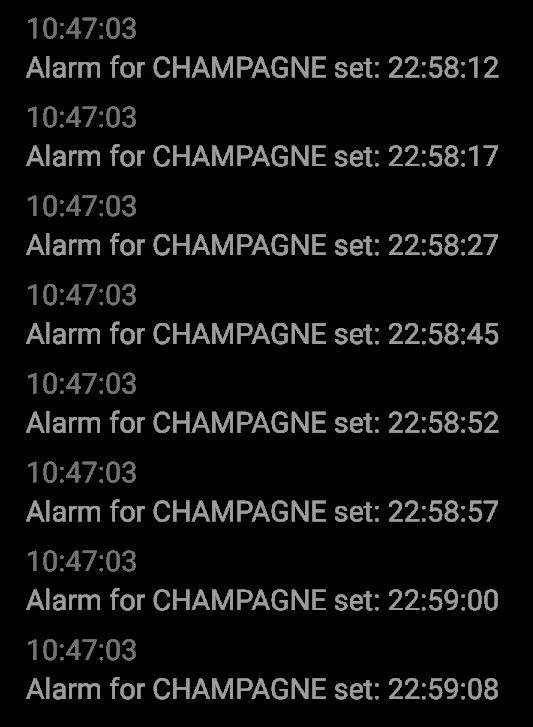 10:47:03
Alarm for CHAMPAGNE set: 22:58:12
10:47:03
Alarm for CHAMPAGNE set: 22:58:17
10:47:03
Alarm for CHAMPAGNE set: 22:58:27
10:47:03
Alarm for CHAMPAGNE set: 22:58:45
10:47:03
Alarm for CHAMPAGNE set: 22:58:52
10:47:03
Alarm for CHAMPAGNE set: 22:58:57
10:47:03
Alarm for CHAMPAGNE set: 22:59:00
10:47:03
Alarm for CHAMPAGNE set: 22:59:08